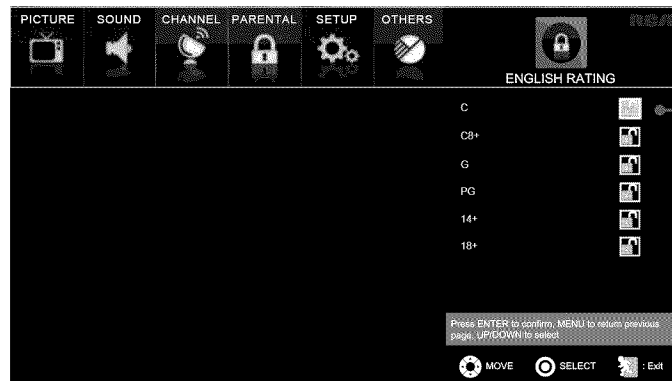 PICTURE SOUND CHANNEL PARENTAL SETUP OTHERS
ENGLISH RATING
C
C8+
G
PG
14+
18+
Press ENTER to confirm, MENU to return previous
page, UP/DOWN to select
MOVE SELECT : Exit